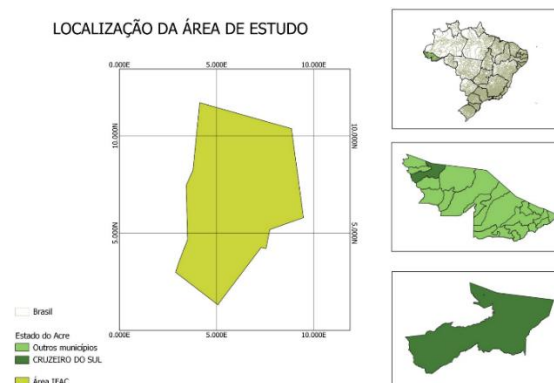 LOCALIZAÇÃO DA ÁREA DE ESTUDO
0.000E 5.000E 10.000E
10.000N 10.000N
5.000N 5.000N
0.000E 5.000E 10.000E
Brasil
Estado do Acre
Outros municípios
CRUZEIRO DO SUL
Área IFAC